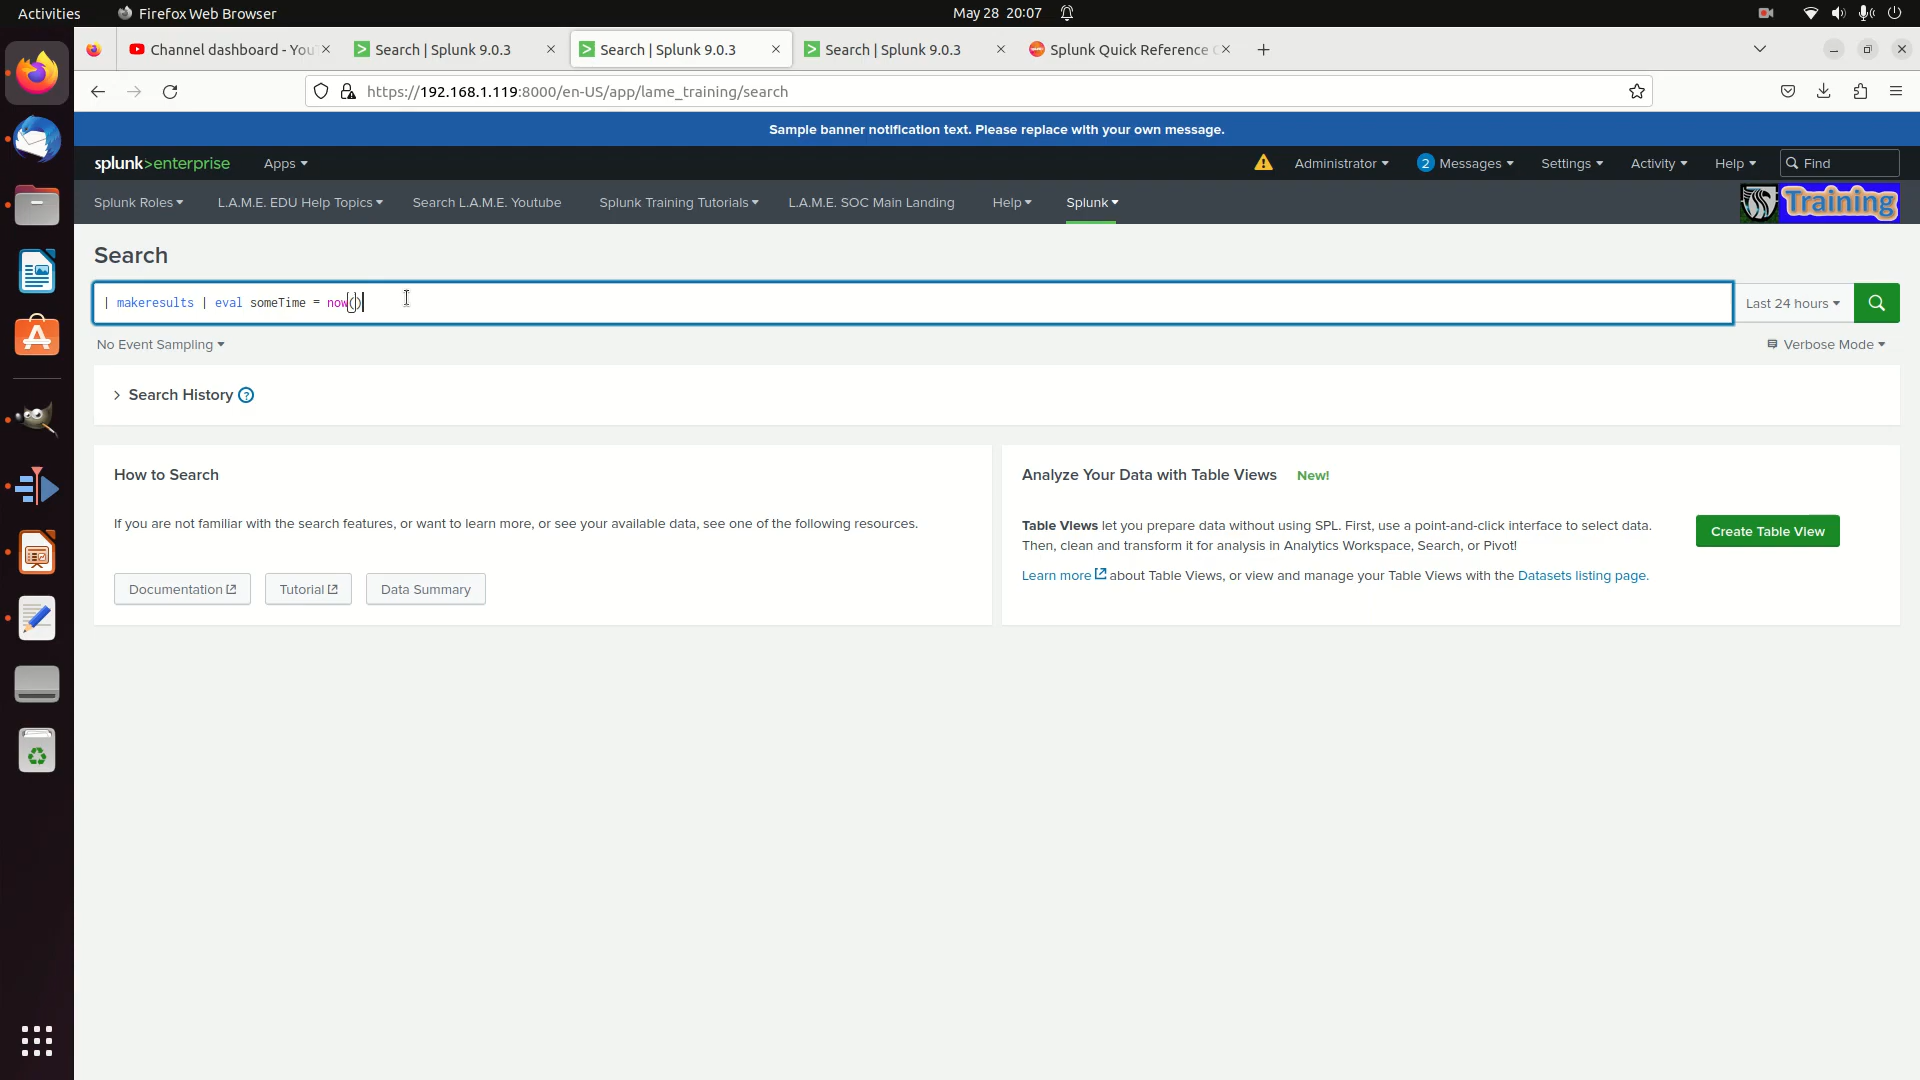 Activities
Firefox Web Browser
May 28 20:07
Channel dashboard - You
Search | Splunk 9.0.3
Search | Splunk 9.0.3
Search | Splunk 9.0.3
Splunk Quick Reference
https://192.168.1.119:8000/en-US/app/lame_training/search
Sample banner notification text. Please replace with your own message.
splunk>enterprise
Apps
Administrator
2 Messages
Settings
Activity
Help
Find
Splunk Roles
L.A.M.E. EDU Help Topics
Search L.A.M.E. Youtube
Splunk Training Tutorials
L.A.M.E. SOC Main Landing
Help
Splunk
Training
Search
| makeresults | eval someTime = now()
Last 24 hours
No Event Sampling
Verbose Mode
Search History ?
How to Search
If you are not familiar with the search features, or want to learn more, or see your available data, see one of the following resources.
Documentation
Tutorial
Data Summary
Analyze Your Data with Table Views New!
Table Views let you prepare data without using SPL. First, use a point-and-click interface to select data.
Then, clean and transform it for analysis in Analytics Workspace, Search, or Pivot!
Learn more about Table Views, or view and manage your Table Views with the Datasets listing page.
Create Table View